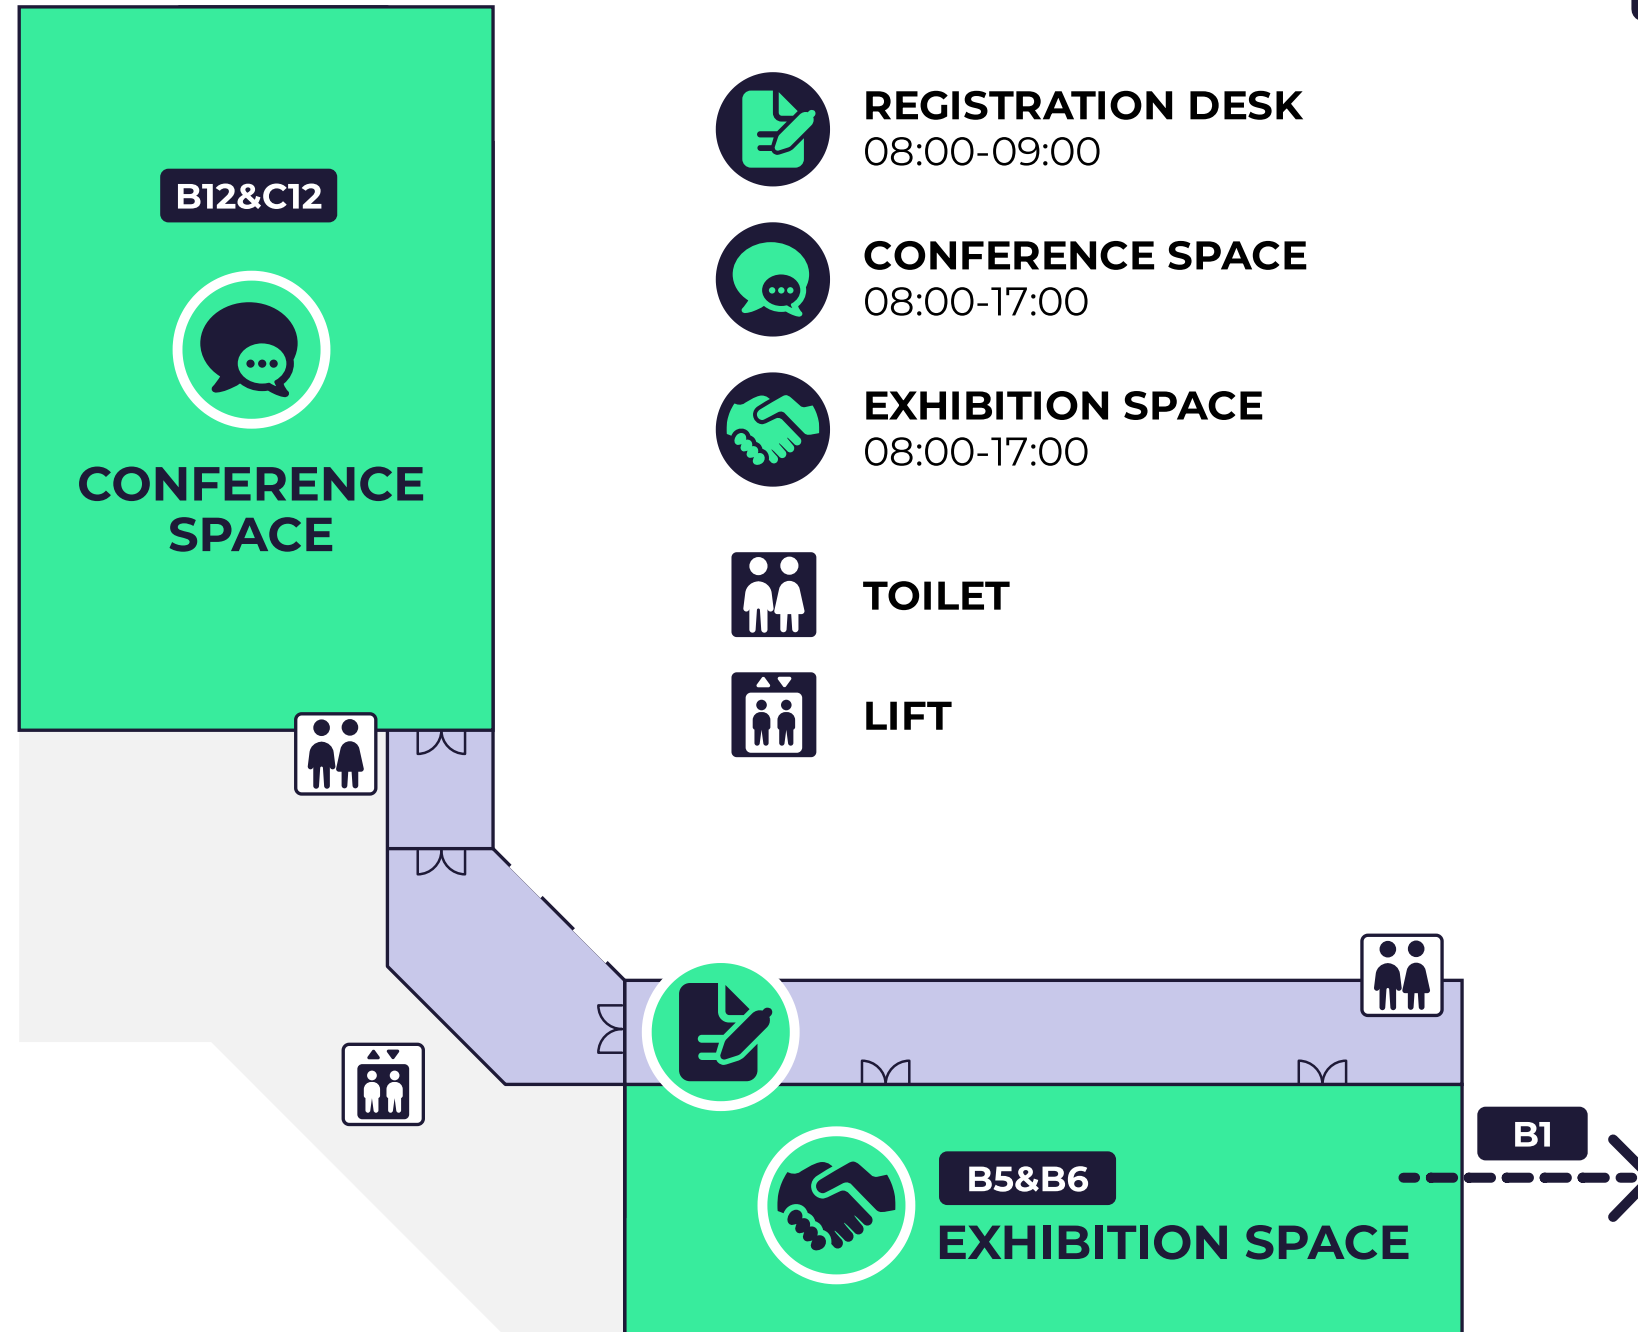 B12&C12
CONFERENCE
SPACE
REGISTRATION DESK
08:00-09:00
CONFERENCE SPACE
08:00-17:00
EXHIBITION SPACE
08:00-17:00
TOILET
LIFT
B1
B5&B6
EXHIBITION SPACE